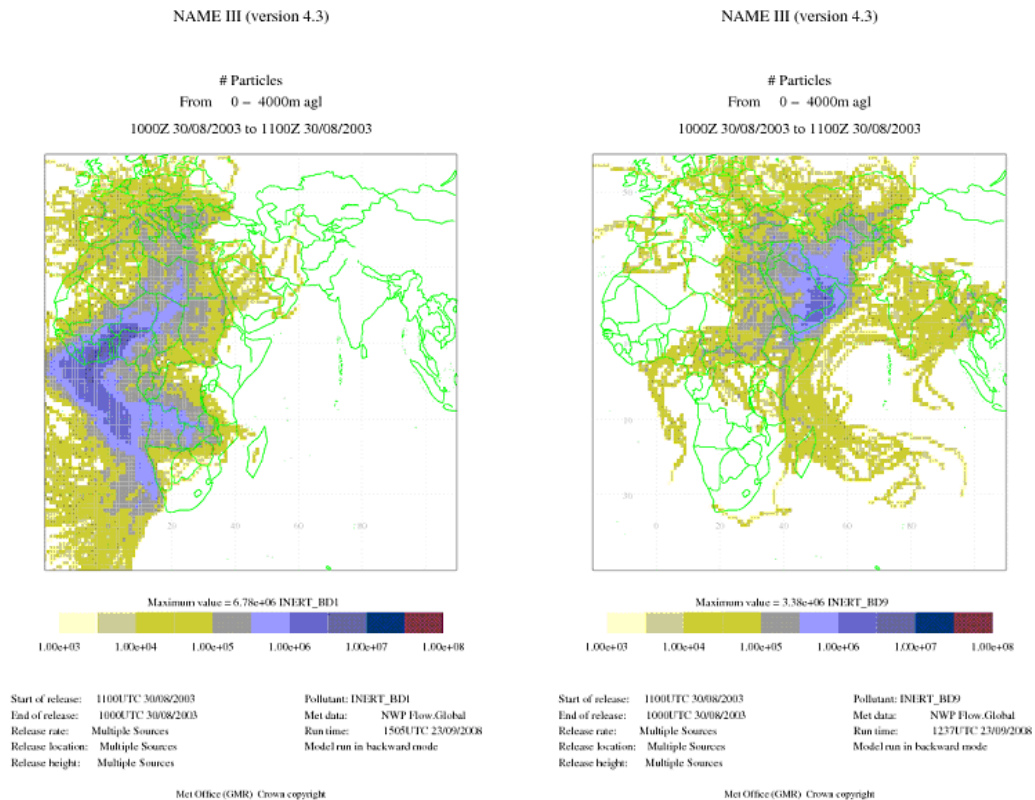 NAME III (version 4.3)
# Particles
From 0 – 4000m agl
1000Z 30/08/2003 to 1100Z 30/08/2003
20 40 80
Maximum value = 6.78e+06 INERT_BD1
1.00e+03 1.00e+04 1.00e+05 1.00e+06 1.00e+07 1.00e+08
Start of release: 1100UTC 30/08/2003
End of release: 1000UTC 30/08/2003
Release rate: Multiple Sources
Release location: Multiple Sources
Release height: Multiple Sources
Pollutant: INERT_BD1
Met data: NWP Flow.Global
Run time: 1505UTC 23/09/2008
Model run in backward mode
Met Office (GMR) Crown copyright
NAME III (version 4.3)
# Particles
From 0 – 4000m agl
1000Z 30/08/2003 to 1100Z 30/08/2003
0 20 40 60 80
Maximum value = 3.38e+06 INERT_BD9
1.00e+03 1.00e+04 1.00e+05 1.00e+06 1.00e+07 1.00e+08
Start of release: 1100UTC 30/08/2003
End of release: 1000UTC 30/08/2003
Release rate: Multiple Sources
Release location: Multiple Sources
Release height: Multiple Sources
Pollutant: INERT_BD9
Met data: NWP Flow.Global
Run time: 1237UTC 23/09/2008
Model run in backward mode
Met Office (GMR) Crown copyright